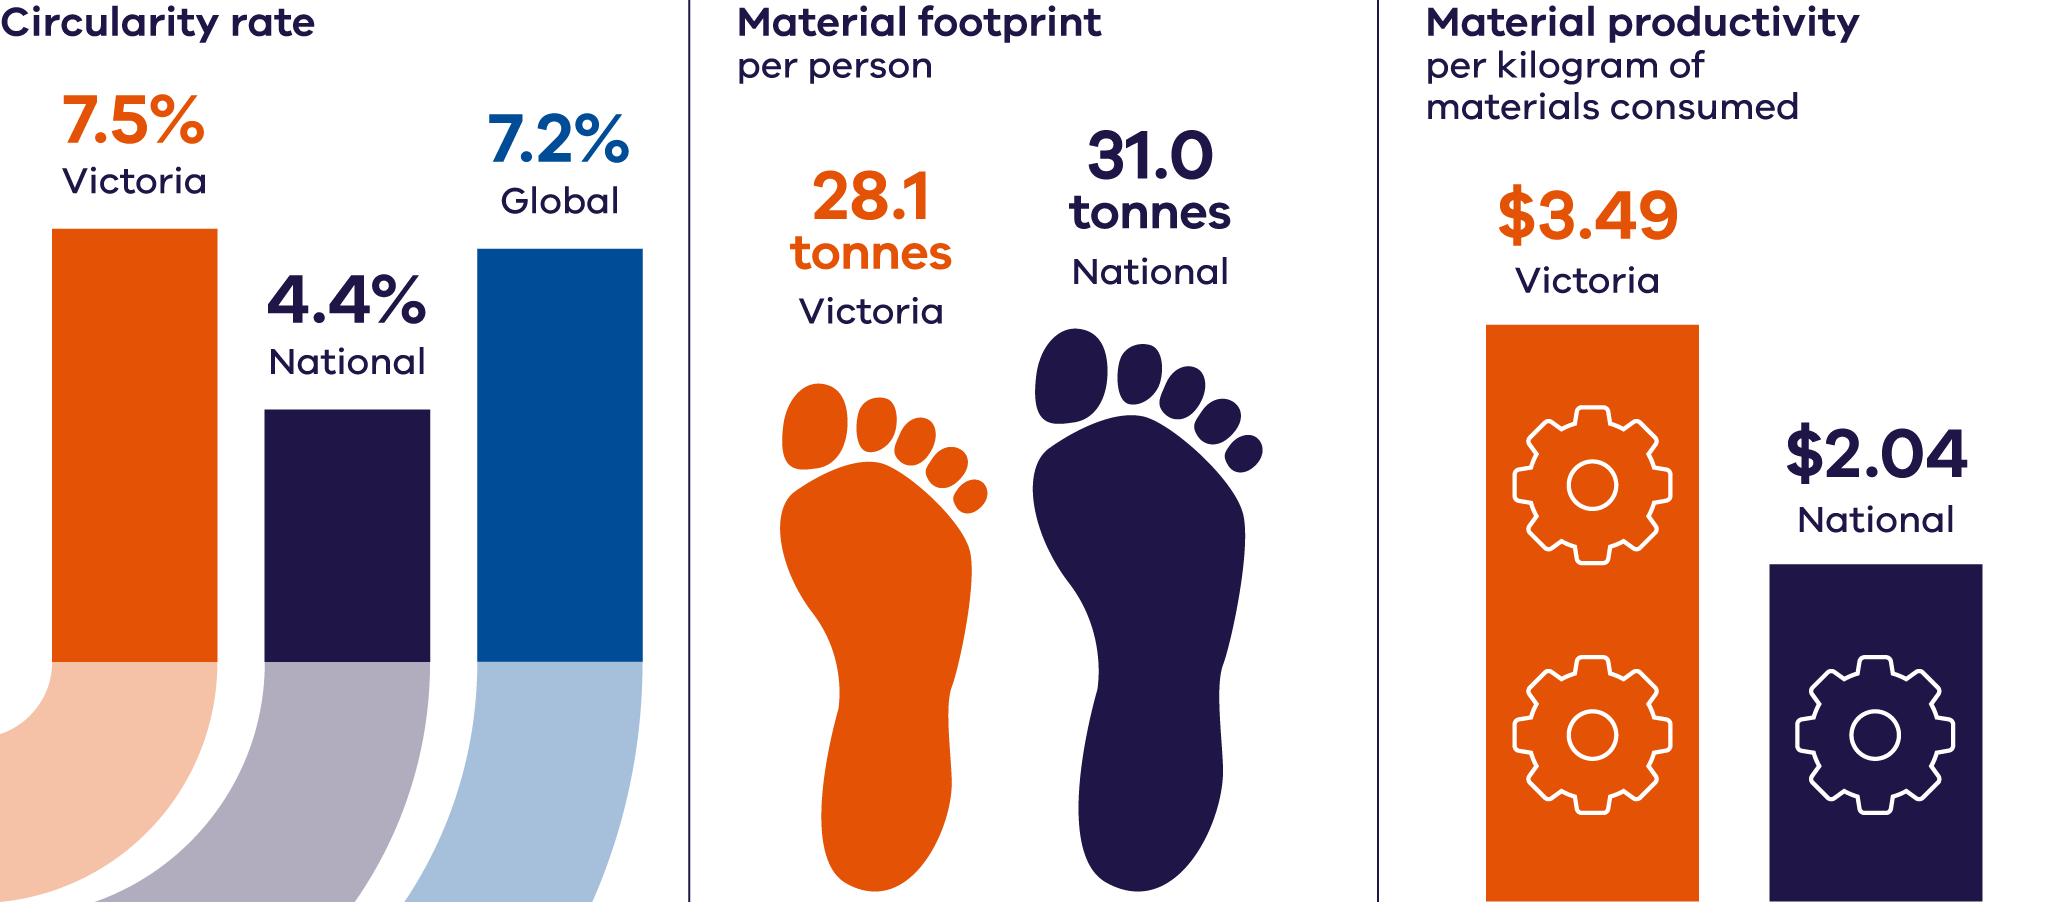 Circularity rate
7.5%
Victoria
4.4%
National
7.2%
Global
Material footprint
per person
28.1
tonnes
Victoria
31.0
tonnes
National
Material productivity
per kilogram of
materials consumed
$3.49
Victoria
$2.04
National